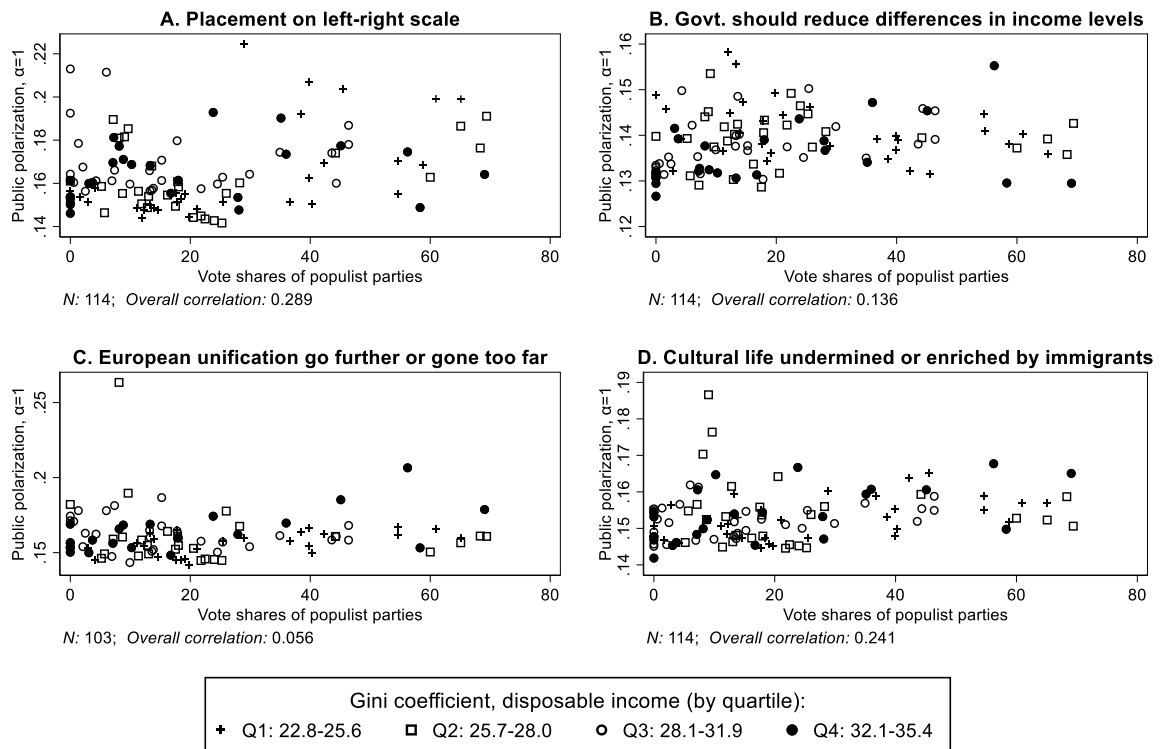 A. Placement on left-right scale
Public polarization, α=1
.22
.2
.18
.16
.14
0 20 40 60 80
Vote shares of populist parties
N: 114; Overall correlation: 0.289
B. Govt. should reduce differences in income levels
Public polarization, α=1
.16
.15
.14
.13
.12
0 20 40 60 80
Vote shares of populist parties
N: 114; Overall correlation: 0.136
C. European unification go further or gone too far
Public polarization, α=1
.25
.2
.15
0 20 40 60 80
Vote shares of populist parties
N: 103; Overall correlation: 0.056
D. Cultural life undermined or enriched by immigrants
Public polarization, α=1
.19
.18
.17
.16
.15
.14
0 20 40 60 80
Vote shares of populist parties
N: 114; Overall correlation: 0.241
Gini coefficient, disposable income (by quartile):
Q1: 22.8-25.6 Q2: 25.7-28.0 Q3: 28.1-31.9 Q4: 32.1-35.4